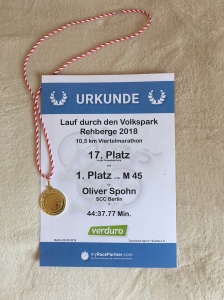 URKUNDE
Lauf durch den Volkspark
Rehberge 2018
10,5 km Viertelmarathon
17. Platz
1. Platz M 45
Oliver Spohn
SCC Berlin
44:37.77 Min.
verduro
myRacePartner.com